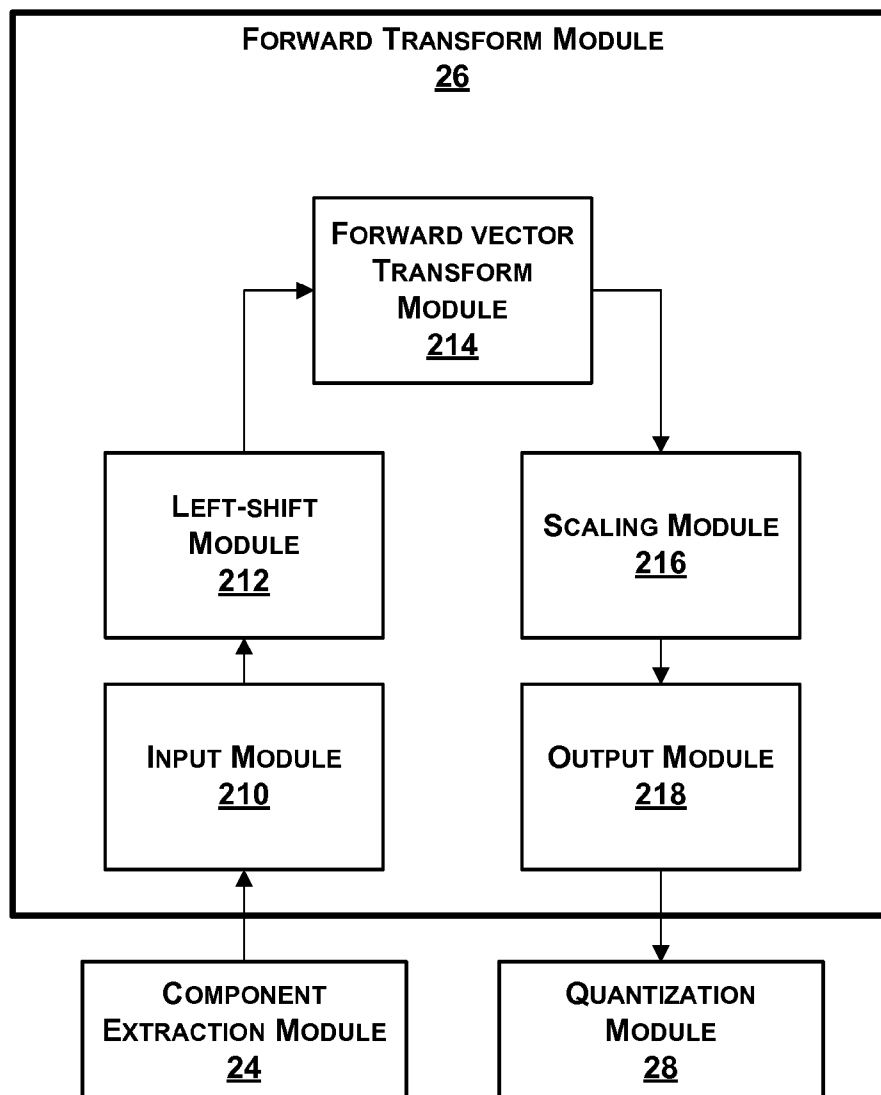 FORWARD TRANSFORM MODULE
26
FORWARD VECTOR
TRANSFORM
MODULE
214
LEFT-SHIFT
MODULE
212
SCALING MODULE
216
INPUT MODULE
210
OUTPUT MODULE
218
COMPONENT
EXTRACTION MODULE
24
QUANTIZATION
MODULE
28